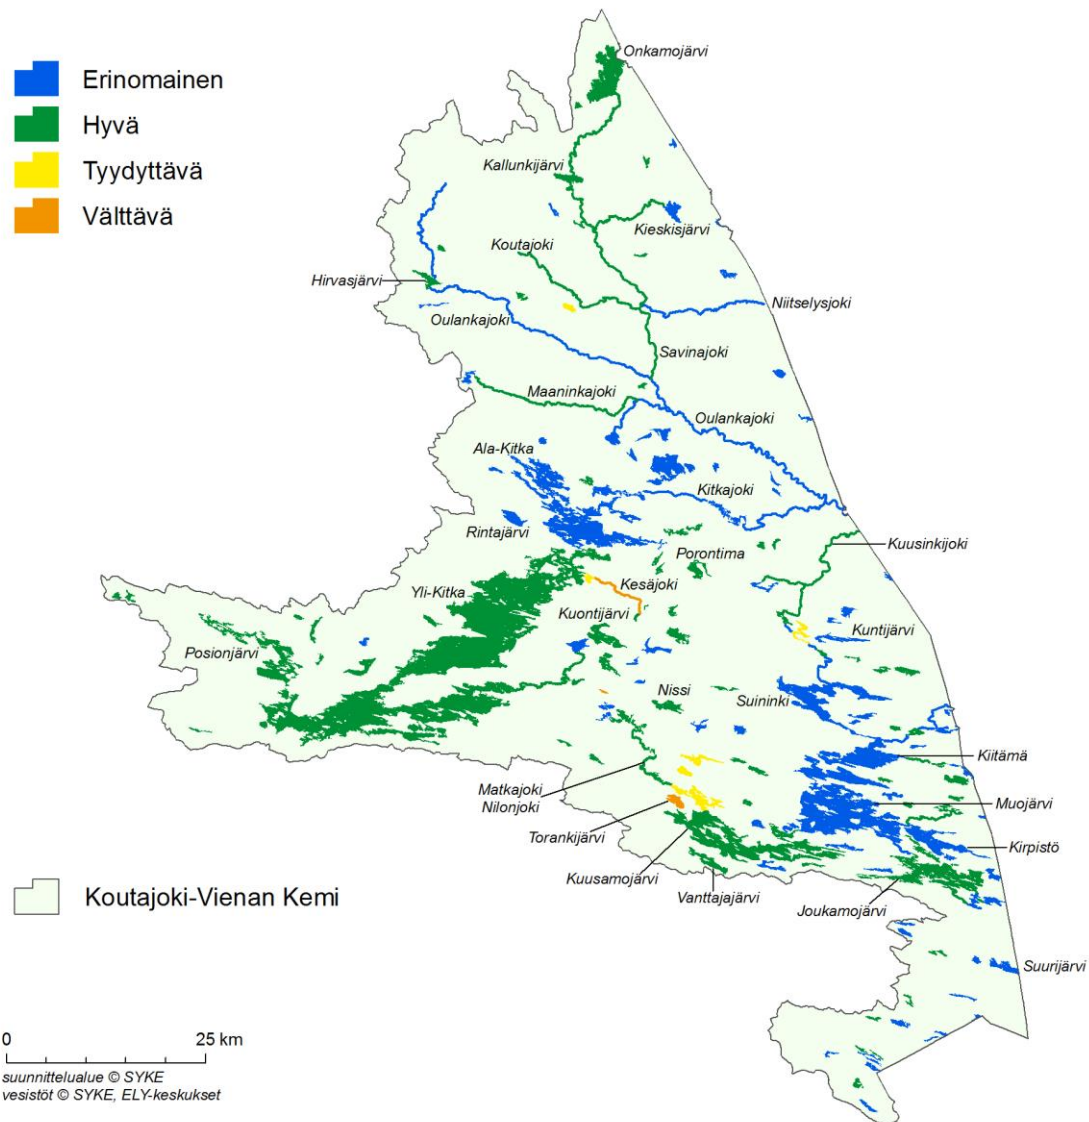 Onkamojärvi
Erinomainen
Hyvä
Tyydyttävä
Välttävä
Kallunkijärvi
Kieskisjärvi
Koutajoki
Hirvasjärvi
Niitselysjoki
Oulankajoki
Savinajoki
Maaninkajoki
Oulankajoki
Ala-Kitka
Kitkajoki
Rintajärvi
Kuusinkijoki
Porontima
Kesäjoki
Yli-Kitka
Kuontijärvi
Kuntijärvi
Posionjärvi
Nissi
Suininki
Kiitämä
Matkajoki
Nilonjoki
Muojärvi
Torankijärvi
Kirpistö
Kuusamojärvi
Vanttajajärvi
Joukamojärvi
Koutajoki-Vienan Kemi
Suurijärvi
0 25 km
suunnittelualue © SYKE
vesistöt © SYKE, ELY-keskukset